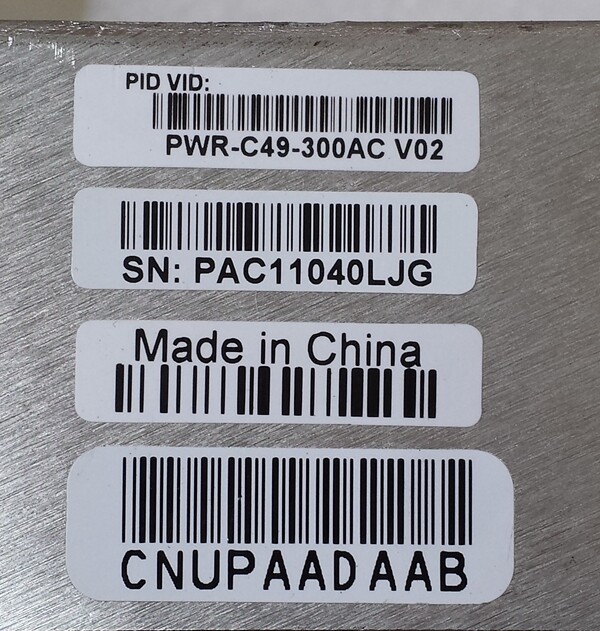 PID VID:
PWR-C49-300AC V02
SN: PAC11040LJG
Made in China
CNUPAADAAB